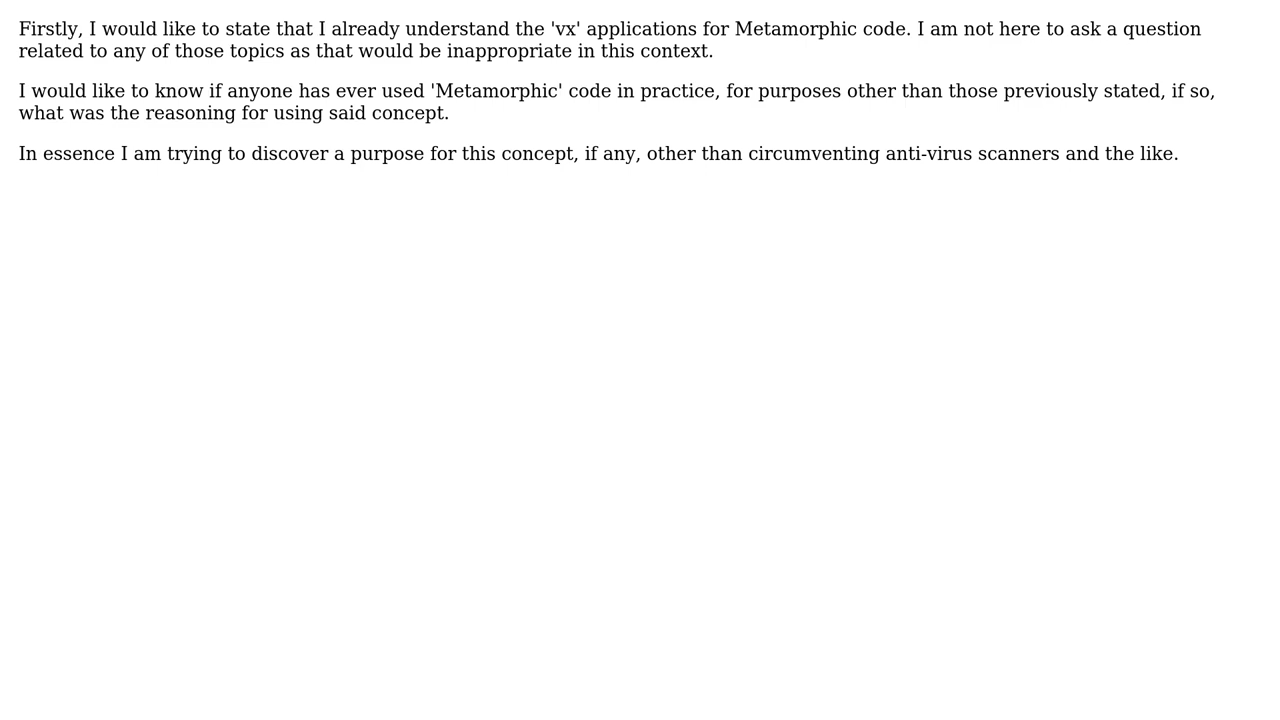 Firstly, I would like to state that I already understand the 'vx' applications for Metamorphic code. I am not here to ask a question
related to any of those topics as that would be inappropriate in this context.
I would like to know if anyone has ever used 'Metamorphic' code in practice, for purposes other than those previously stated, if so,
what was the reasoning for using said concept.
In essence I am trying to discover a purpose for this concept, if any, other than circumventing anti-virus scanners and the like.